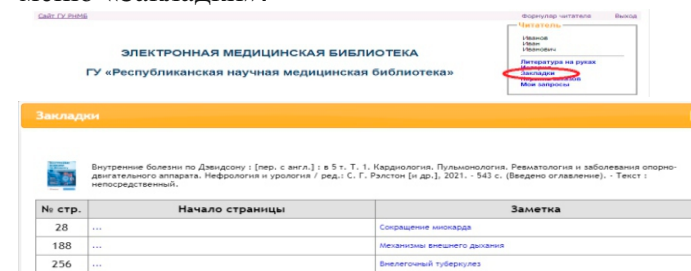 меню «Закладки».
Сайт ГУ РНМБ
Формуляр читателя Выход
Читатель
Иванов
Иван
Иванович
ЭЛЕКТРОННАЯ МЕДИЦИНСКАЯ БИБЛИОТЕКА
ГУ «Республиканская научная медицинская библиотека»
Литература на руках
Закладки
Мои запросы
Закладки
Внутренние болезни по Дэвидсону : [пер. с англ.] : в 5 т. Т. 1. Кардиология. Пульмонология. Ревматология и заболевания опорно-
двигательного аппарата. Нефрология и урология / ред.: С. Г. Рэлстон [и др.], 2021. - 543 с. (Введено оглавление). - Текст :
непосредственный.
№ стр. Начало страницы Заметка
28 ... Сокращение миокарда
188 ... Механизмы внешнего дыхания
256 ... Внелегочный туберкулез